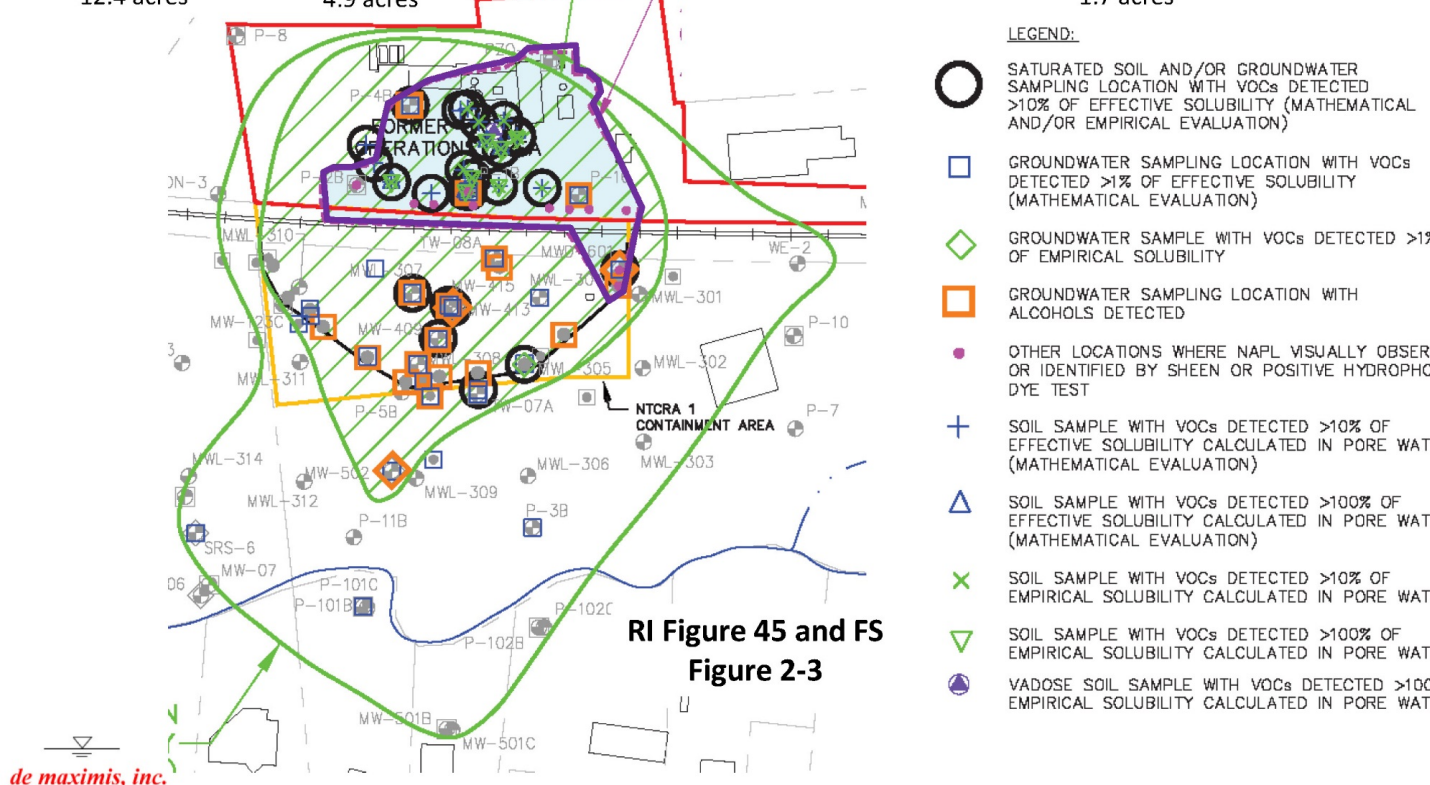 12.4 acres
4.9 acres
1.7 acres
P-8
P-4B
FORMER
OPERATIONS AREA
P-2B
ON-3
MWL-310
TW-08A
WE-2
MWL-307
MW-415
MW-413
MWL-301
MW-123C
MW-409
P-10
MWL-308
MWL-305
MWL-302
MWL-311
P-5B
TW-07A
NTCRA 1
CONTAINMENT AREA
P-7
MWL-314
MW-502
MWL-306
MWL-303
MWL-312
MWL-309
P-11B
P-3B
SRS-6
06
MW-07
P-101C
P-101B
P-102C
P-102B
RI Figure 45 and FS
Figure 2-3
MW-501B
MW-501C
N
de maximis, inc.
LEGEND:
SATURATED SOIL AND/OR GROUNDWATER
SAMPLING LOCATION WITH VOCs DETECTED
>10% OF EFFECTIVE SOLUBILITY (MATHEMATICAL
AND/OR EMPIRICAL EVALUATION)
GROUNDWATER SAMPLING LOCATION WITH VOCs
DETECTED >1% OF EFFECTIVE SOLUBILITY
(MATHEMATICAL EVALUATION)
GROUNDWATER SAMPLE WITH VOCs DETECTED >1%
OF EMPIRICAL SOLUBILITY
GROUNDWATER SAMPLING LOCATION WITH
ALCOHOLS DETECTED
OTHER LOCATIONS WHERE NAPL VISUALLY OBSER
OR IDENTIFIED BY SHEEN OR POSITIVE HYDROPHO
DYE TEST
SOIL SAMPLE WITH VOCs DETECTED >10% OF
EFFECTIVE SOLUBILITY CALCULATED IN PORE WAT
(MATHEMATICAL EVALUATION)
SOIL SAMPLE WITH VOCs DETECTED >100% OF
EFFECTIVE SOLUBILITY CALCULATED IN PORE WAT
(MATHEMATICAL EVALUATION)
SOIL SAMPLE WITH VOCs DETECTED >10% OF
EMPIRICAL SOLUBILITY CALCULATED IN PORE WAT
SOIL SAMPLE WITH VOCs DETECTED >100% OF
EMPIRICAL SOLUBILITY CALCULATED IN PORE WAT
VADOSE SOIL SAMPLE WITH VOCs DETECTED >100
EMPIRICAL SOLUBILITY CALCULATED IN PORE WAT